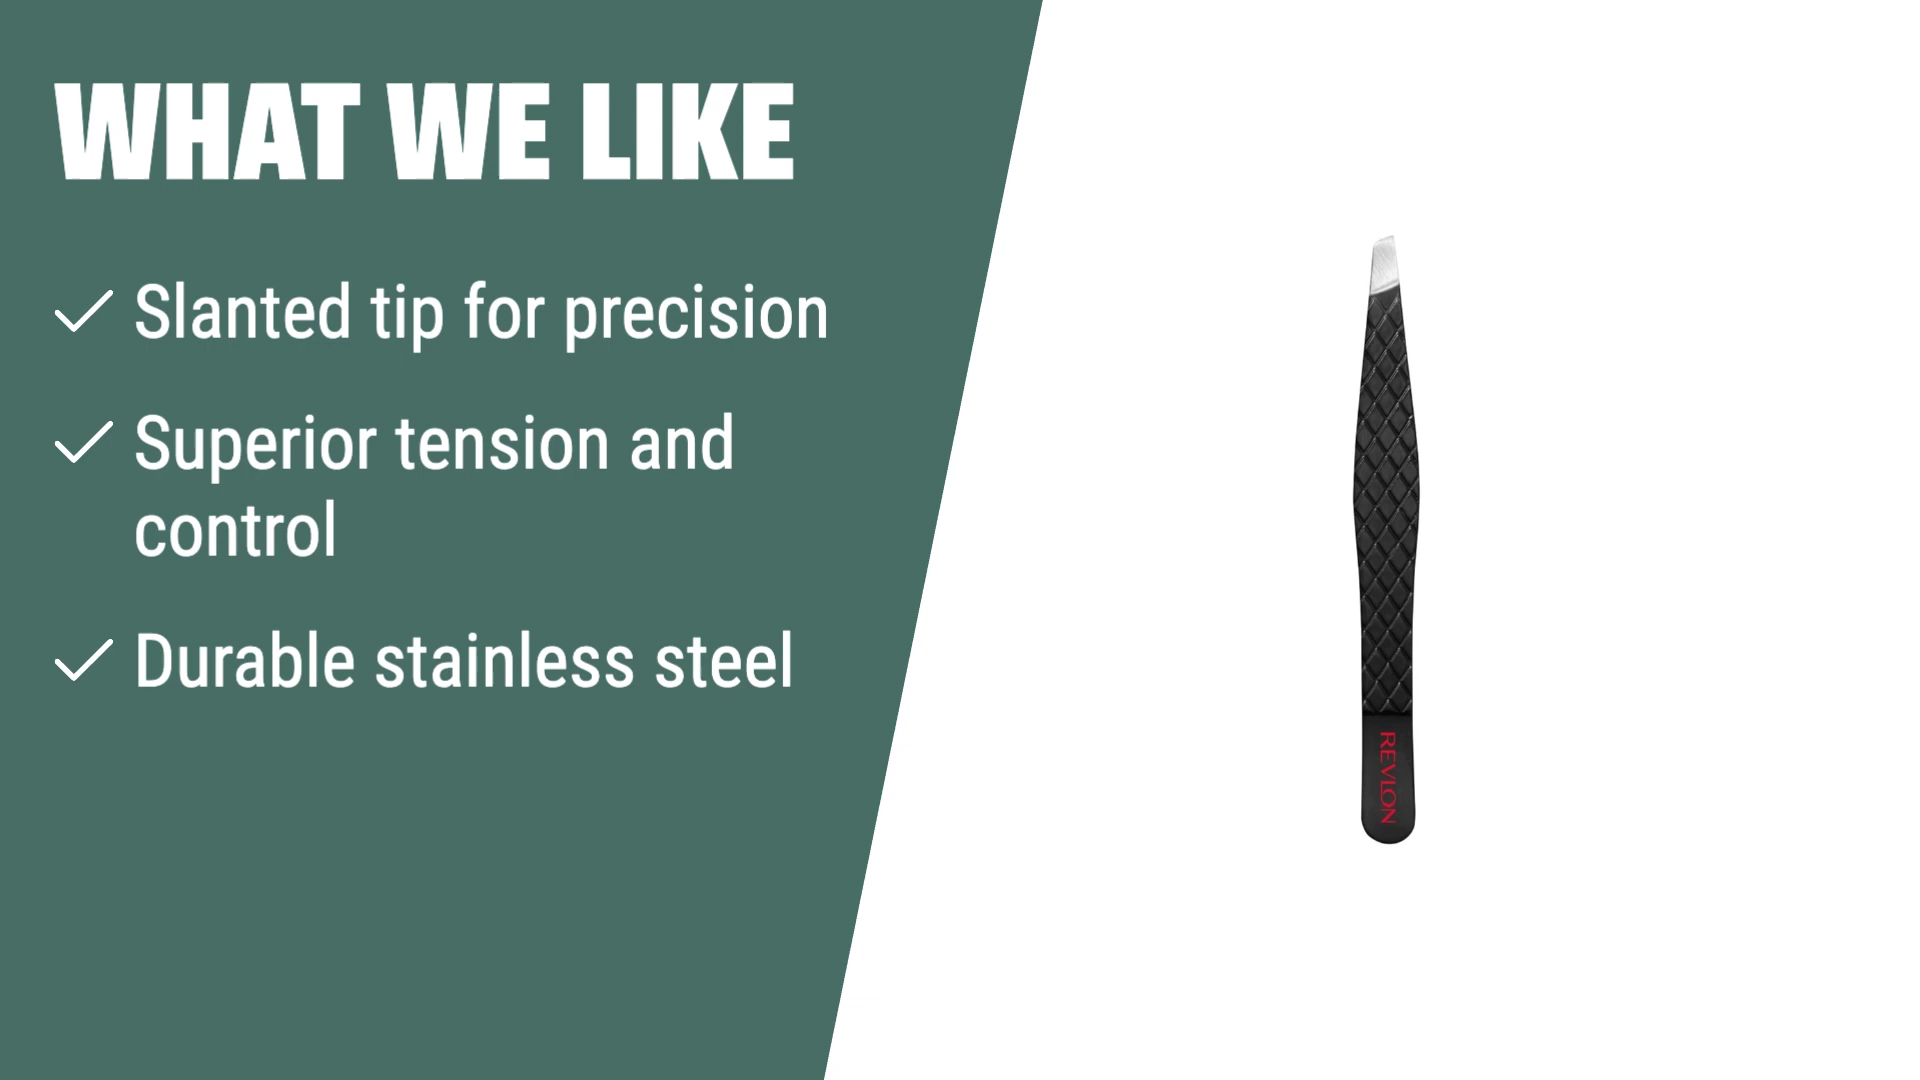 WHAT WE LIKE
Slanted tip for precision
Superior tension and
control
Durable stainless steel
REVLON